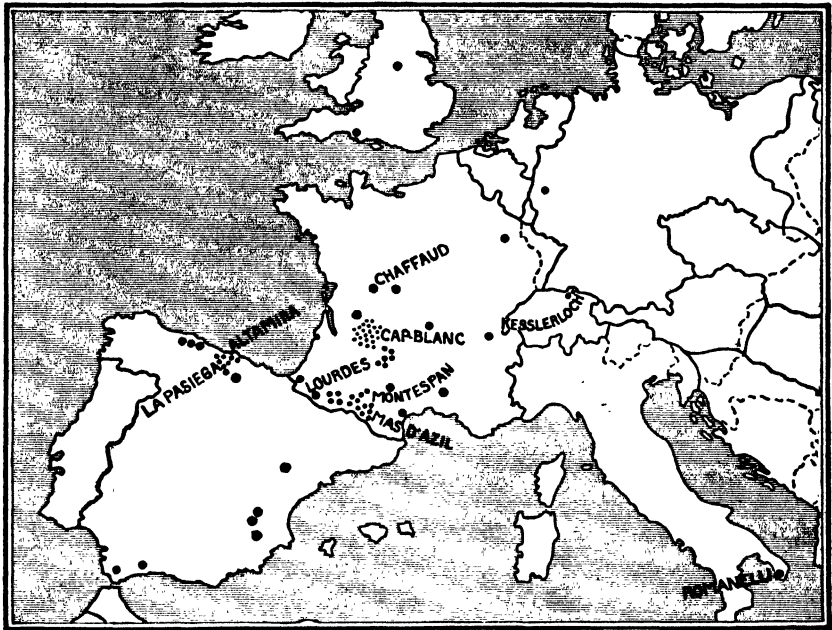 CHAFFAUD
KESSLERLOCH
ALTAMIRA
CAP-BLANC
LA PASIEGA
LOURDES
MONTESPAN
MAS D'AZIL
ROMANELLI